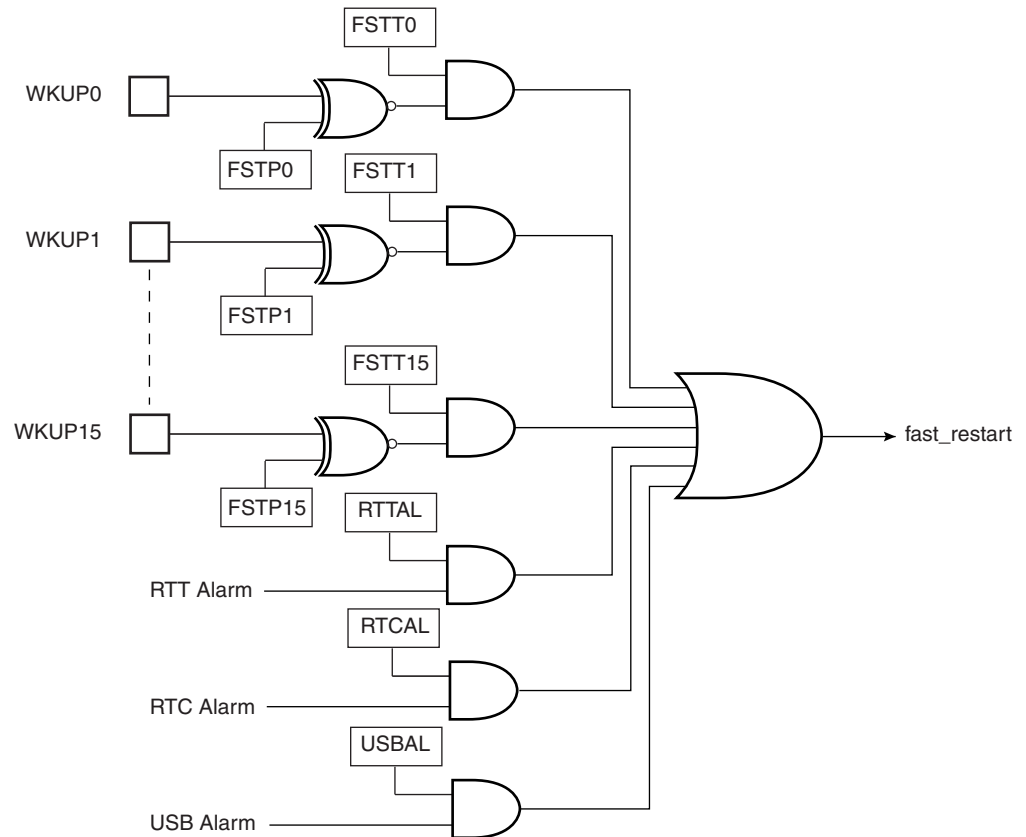 FSTT0
WKUP0
FSTP0
FSTT1
WKUP1
FSTP1
FSTT15
WKUP15
fast_restart
FSTP15
RTTAL
RTT Alarm
RTCAL
RTC Alarm
USBAL
USB Alarm